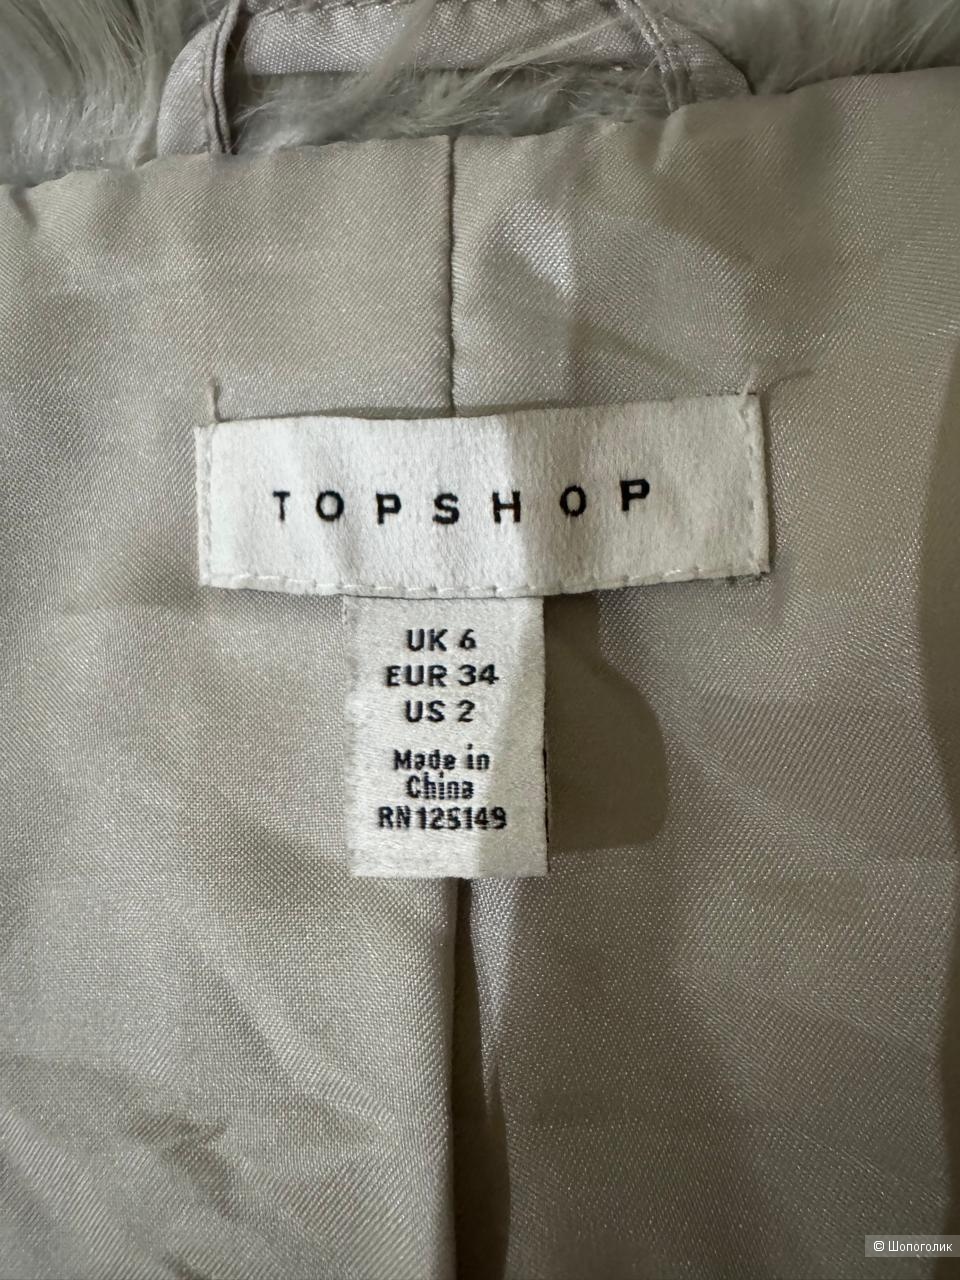 TOPSHOP
UK 6
EUR 34
US 2
Made in
China
RN125149
© Шопоголик